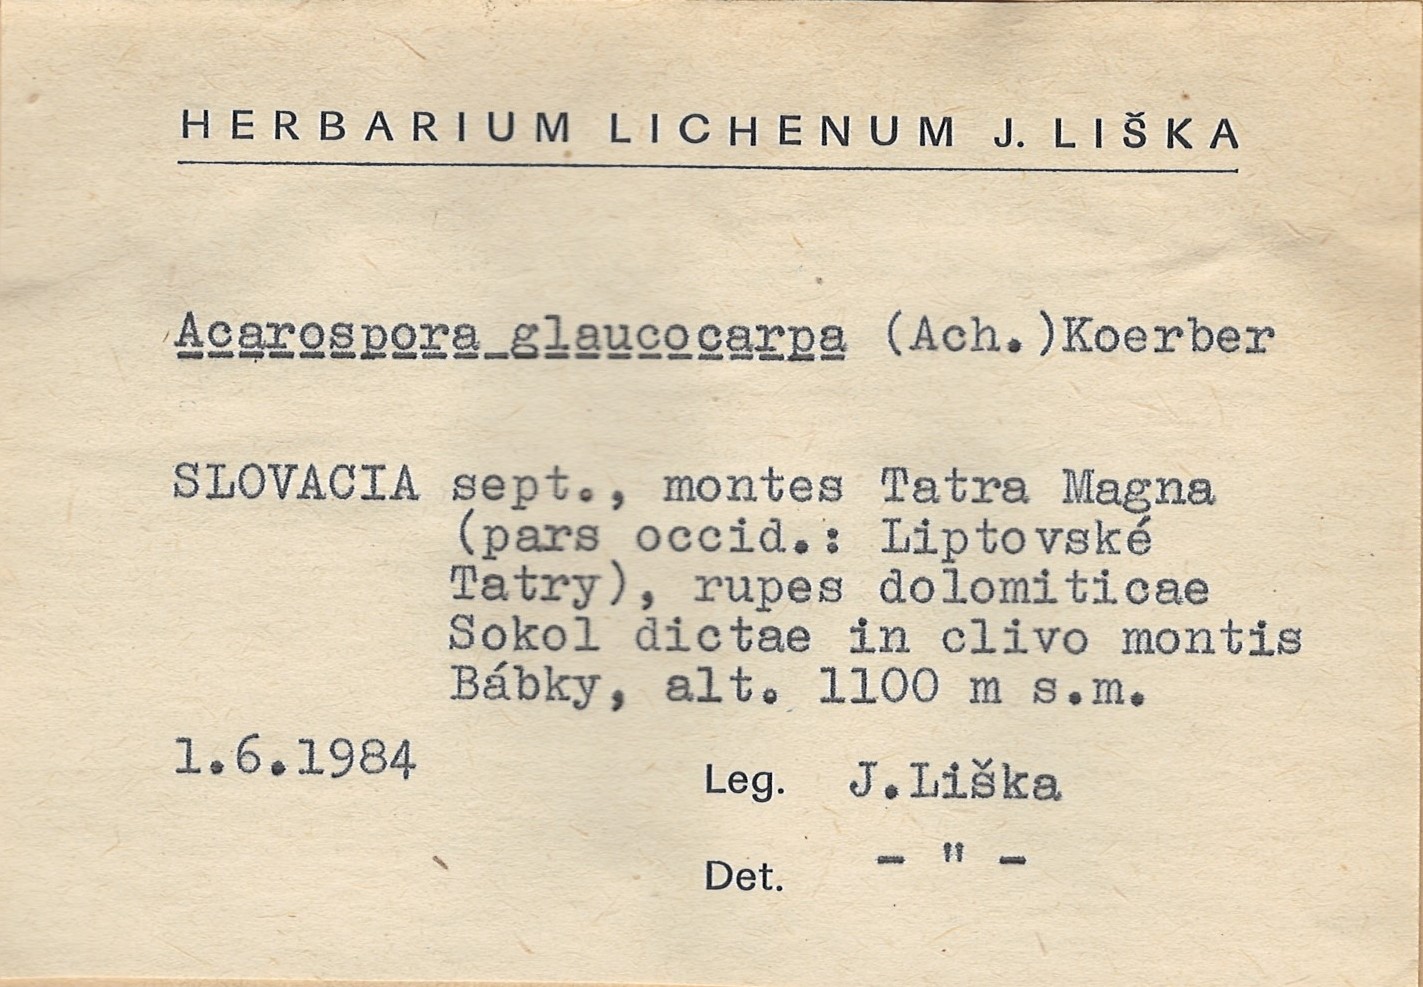 HERBARIUM LICHENUM J. LIŠKA
Acarospora glaucocarpa (Ach.)Koerber
SLOVACIA sept., montes Tatra Magna
(pars occid.: Liptovské
Tatry), rupes dolomiticae
Sokol dictae in clivo montis
Bábky, alt. 1100 m s.m.
1.6.1984
Leg. J.Liška
Det. - " -